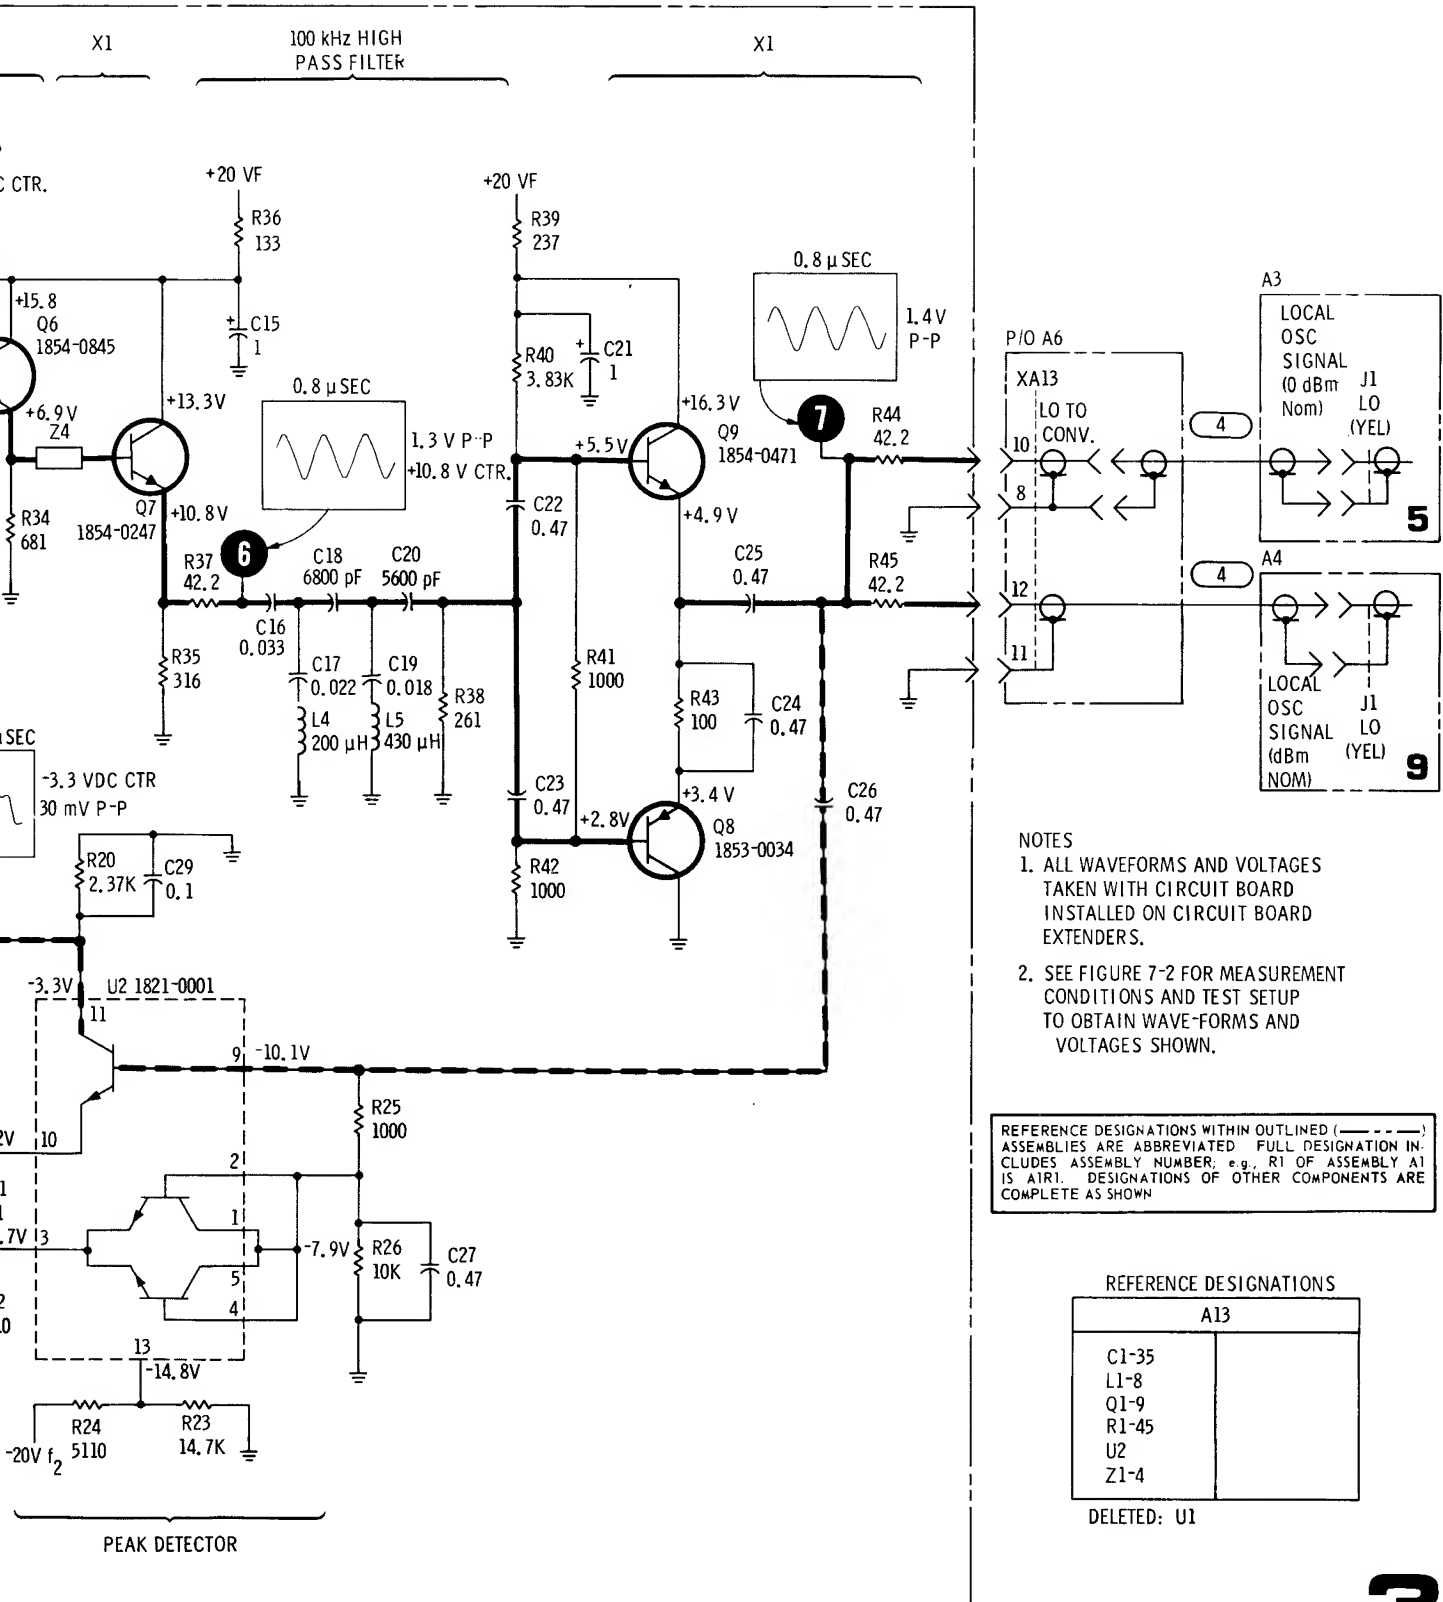 X1
100 kHz HIGH
PASS FILTER
X1
C CTR.
+20 VF
R36
133
+20 VF
R39
237
+15.8
Q6
1854-0845
+ C15
1
R40
3.83K
+ C21
1
0.8 µ SEC
1.4 V
P-P
A3
LOCAL
OSC
SIGNAL
(0 dBm
Nom)
J1
LO
(YEL)
5
P/O A6
XA13
LO TO
CONV.
10
8
4
+6.9 V
Z4
+13.3V
0.8 µ SEC
1.3 V P-P
+10.8 V CTR.
6
+16.3 V
Q9
1854-0471
+5.5V
+4.9 V
7
R44
42.2
R34
681
Q7
1854-0247
+10.8V
R37
42.2
C16
0.033
C18
6800 pF
C20
5600 pF
C22
0.47
C25
0.47
R45
42.2
12
11
4
A4
LOCAL
OSC
SIGNAL
(dBm
NOM)
J1
LO
(YEL)
9
R35
316
C17
0.022
L4
200 µH
C19
0.018
L5
430 µH
R38
261
R41
1000
R43
100
C24
0.47
SEC
-3.3 VDC CTR
30 mV P-P
C23
0.47
+2.8V
+3.4 V
Q8
1853-0034
C26
0.47
R42
1000
R20
2.37K
C29
0.1
NOTES
1. ALL WAVEFORMS AND VOLTAGES
TAKEN WITH CIRCUIT BOARD
INSTALLED ON CIRCUIT BOARD
EXTENDERS.
2. SEE FIGURE 7-2 FOR MEASUREMENT
CONDITIONS AND TEST SETUP
TO OBTAIN WAVE-FORMS AND
VOLTAGES SHOWN.
-3.3V
U2 1821-0001
11
9
-10.1V
10
2V
R25
1000
2
1
3
.7V
5
4
-7.9V
R26
10K
C27
0.47
13
-14.8V
R24
5110
R23
14.7K
-20V f2
PEAK DETECTOR
REFERENCE DESIGNATIONS WITHIN OUTLINED (— - - —)
ASSEMBLIES ARE ABBREVIATED FULL DESIGNATION IN-
CLUDES ASSEMBLY NUMBER; e.g., R1 OF ASSEMBLY A1
IS A1R1. DESIGNATIONS OF OTHER COMPONENTS ARE
COMPLETE AS SHOWN
REFERENCE DESIGNATIONS
A13
C1-35
L1-8
Q1-9
R1-45
U2
Z1-4
DELETED: U1